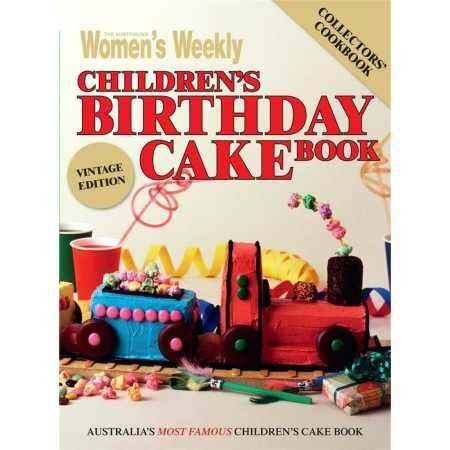 THE AUSTRALIAN
Women's Weekly
COLLECTORS'
COOKBOOK
CHILDREN'S
BIRTHDAY
CAKE BOOK
VINTAGE
EDITION
AUSTRALIA'S MOST FAMOUS CHILDREN'S CAKE BOOK